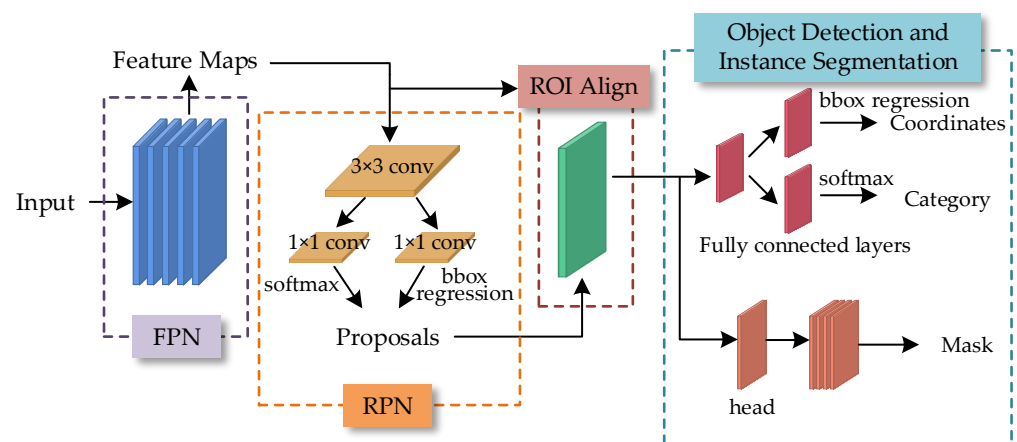 Object Detection and
Instance Segmentation
Feature Maps
ROI Align
bbox regression
Coordinates
3×3 conv
softmax
Input
Category
1×1 conv
1×1 conv
Fully connected layers
softmax
bbox
regression
FPN
Proposals
Mask
RPN
head